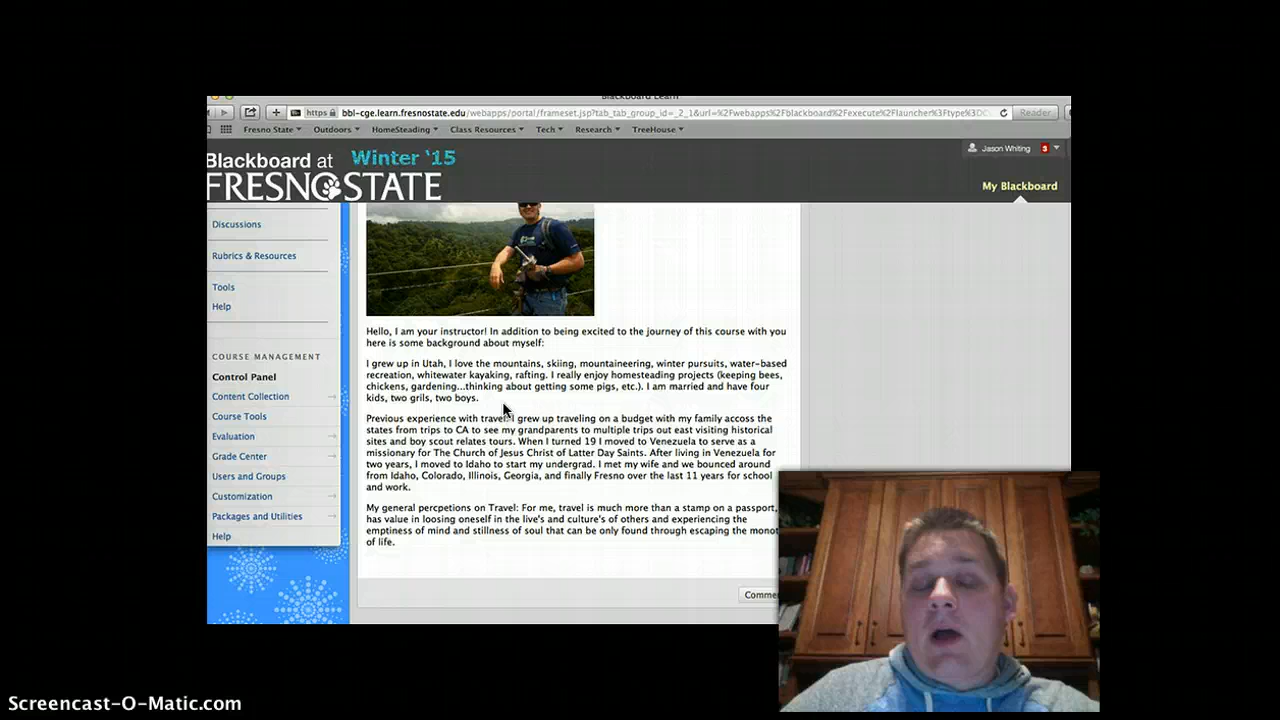 Blackboard Learn
https bbl-cge.learn.fresnostate.edu/webapps/portal/frameset.jsp?tab_tab_group_id=_2_1&url=%2Fwebapps%2Fblackboard%2Fexecute%2Flauncher%3Ftype%3DC Reader
Fresno State Outdoors HomeSteading Class Resources Tech Research TreeHouse
Jason Whiting 3
Blackboard at Winter '15
FRESNO STATE
My Blackboard
Discussions
Rubrics & Resources
Tools
Help
COURSE MANAGEMENT
Control Panel
Content Collection
Course Tools
Evaluation
Grade Center
Users and Groups
Customization
Packages and Utilities
Help
Hello, I am your instructor! In addition to being excited to the journey of this course with you
here is some background about myself:
I grew up in Utah, I love the mountains, skiing, mountaineering, winter pursuits, water-based
recreation, whitewater kayaking, rafting. I really enjoy homesteading projects (keeping bees,
chickens, gardening...thinking about getting some pigs, etc.). I am married and have four
kids, two grils, two boys.
Previous experience with travel: I grew up traveling on a budget with my family accoss the
states from trips to CA to see my grandparents to multiple trips out east visiting historical
sites and boy scout relates tours. When I turned 19 I moved to Venezuela to serve as a
missionary for The Church of Jesus Christ of Latter Day Saints. After living in Venezuela for
two years, I moved to Idaho to start my undergrad. I met my wife and we bounced around
from Idaho, Colorado, Illinois, Georgia, and finally Fresno over the last 11 years for school
and work.
My general percpetions on Travel: For me, travel is much more than a stamp on a passport,
has value in loosing oneself in the live's and culture's of others and experiencing the
emptiness of mind and stillness of soul that can be only found through escaping the monot
of life.
Commen
Screencast-O-Matic.com